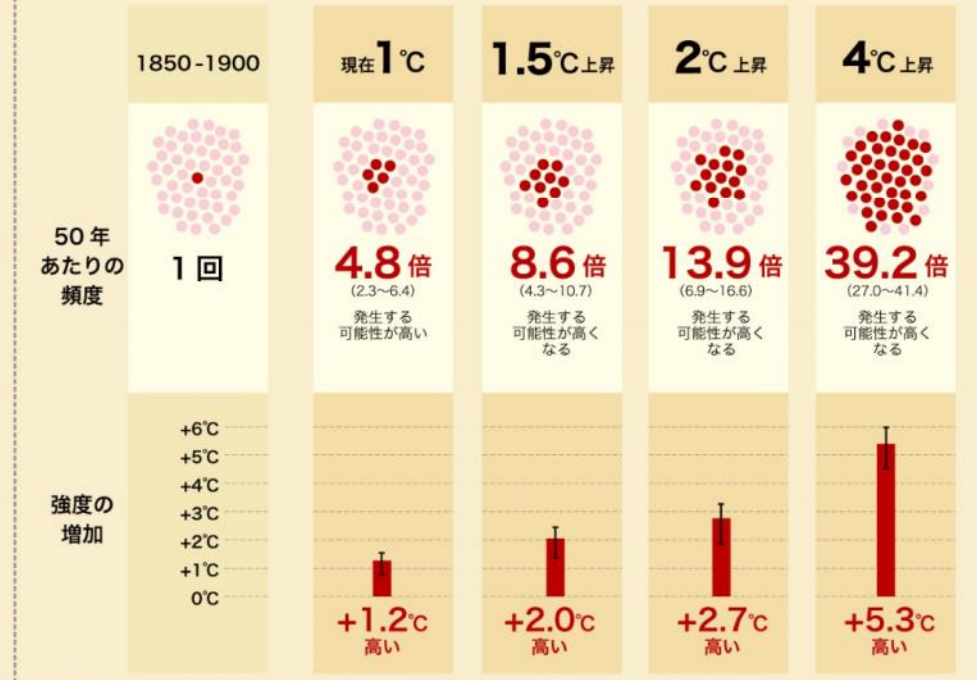 1850-1900
現在1℃
1.5℃上昇
2℃上昇
4℃上昇
50年
あたりの
頻度
1回
4.8倍
(2.3～6.4)
発生する
可能性が高い
8.6倍
(4.3～10.7)
発生する
可能性が高く
なる
13.9倍
(6.9～16.6)
発生する
可能性が高く
なる
39.2倍
(27.0～41.4)
発生する
可能性が高く
なる
強度の
増加
+6℃
+5℃
+4℃
+3℃
+2℃
+1℃
0℃
+1.2℃
高い
+2.0℃
高い
+2.7℃
高い
+5.3℃
高い